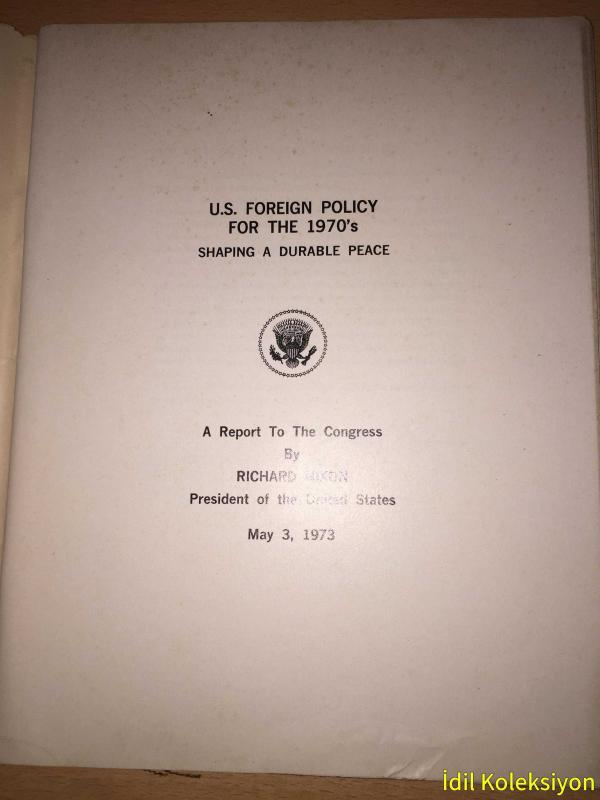 U.S. FOREIGN POLICY
FOR THE 1970's
SHAPING A DURABLE PEACE
A Report To The Congress
By
RICHARD NIXON
President of the United States
May 3, 1973
İdil Koleksiyon